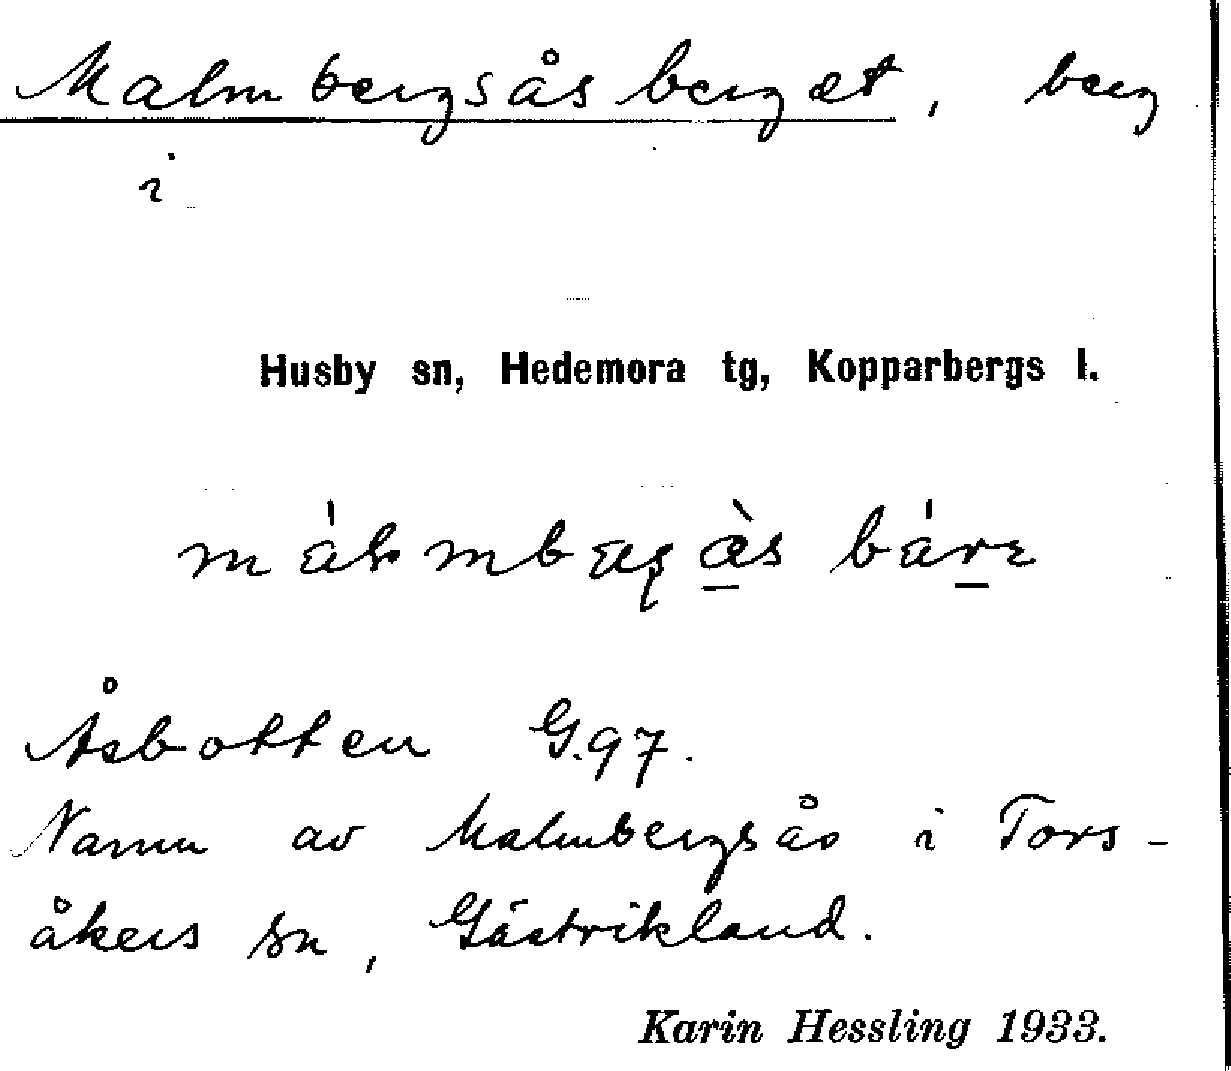 Malmbergsåsberget, berg
i
Husby sn, Hedemora tg, Kopparbergs l.
Åsbotten G.97.
Namn av Malmbergsås i Tors-
åkers sn, Gästrikland.
Karin Hessling 1933.